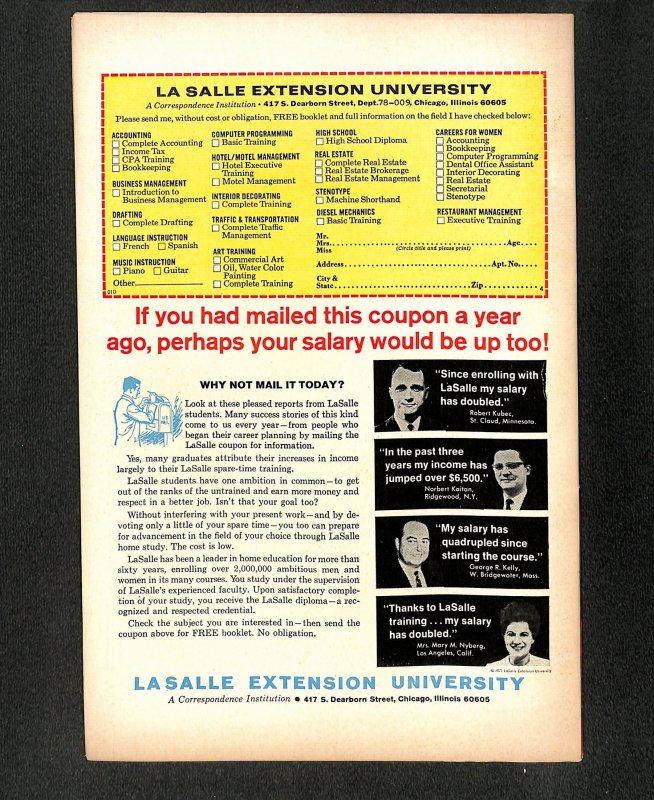 LA SALLE EXTENSION UNIVERSITY
A Correspondence Institution • 417 S. Dearborn Street, Dept.78-009, Chicago, Illinois 60605
Please send me, without cost or obligation, FREE booklet and full information on the field I have checked below:
ACCOUNTING
Complete Accounting
Income Tax
CPA Training
Bookkeeping
BUSINESS MANAGEMENT
Introduction to
Business Management
DRAFTING
Complete Drafting
LANGUAGE INSTRUCTION
French Spanish
MUSIC INSTRUCTION
Piano Guitar
Other
010
COMPUTER PROGRAMMING
Basic Training
HOTEL/MOTEL MANAGEMENT
Hotel Executive
Training
Motel Management
INTERIOR DECORATING
Complete Training
TRAFFIC & TRANSPORTATION
Complete Traffic
Management
ART TRAINING
Commercial Art
Oil, Water Color
Painting
Complete Training
HIGH SCHOOL
High School Diploma
REAL ESTATE
Complete Real Estate
Real Estate Brokerage
Real Estate Management
STENOTYPE
Machine Shorthand
DIESEL MECHANICS
Basic Training
CAREERS FOR WOMEN
Accounting
Bookkeeping
Computer Programming
Dental Office Assistant
Interior Decorating
Real Estate
Secretarial
Stenotype
RESTAURANT MANAGEMENT
Executive Training
Mr.
Mrs. Age
Miss (Circle title and please print)
Address Apt. No.
City &
State Zip 4
If you had mailed this coupon a year
ago, perhaps your salary would be up too!
WHY NOT MAIL IT TODAY?
Look at these pleased reports from LaSalle
students. Many success stories of this kind
come to us every year—from people who
began their career planning by mailing the
LaSalle coupon for information.
Yes, many graduates attribute their increases in income
largely to their LaSalle spare-time training.
LaSalle students have one ambition in common—to get
out of the ranks of the untrained and earn more money and
respect in a better job. Isn't that your goal too?
Without interfering with your present work—and by de-
voting only a little of your spare time—you too can prepare
for advancement in the field of your choice through LaSalle
home study. The cost is low.
LaSalle has been a leader in home education for more than
sixty years, enrolling over 2,000,000 ambitious men and
women in its many courses. You study under the supervision
of LaSalle's experienced faculty. Upon satisfactory comple-
tion of your study, you receive the LaSalle diploma—a rec-
ognized and respected credential.
Check the subject you are interested in—then send the
coupon above for FREE booklet. No obligation.
"Since enrolling with
LaSalle my salary
has doubled."
Robert Kubec,
St. Cloud, Minnesota.
"In the past three
years my income has
jumped over $6,500."
Norbert Kaitan,
Ridgewood, N.Y.
"My salary has
quadrupled since
starting the course."
George R. Kelly,
W. Bridgewater, Mass.
"Thanks to LaSalle
training . . . my salary
has doubled."
Mrs. Mary M. Nyberg,
Los Angeles, Calif.
© 1971 LaSalle Extension University
LASALLE EXTENSION UNIVERSITY
A Correspondence Institution • 417 S. Dearborn Street, Chicago, Illinois 60605